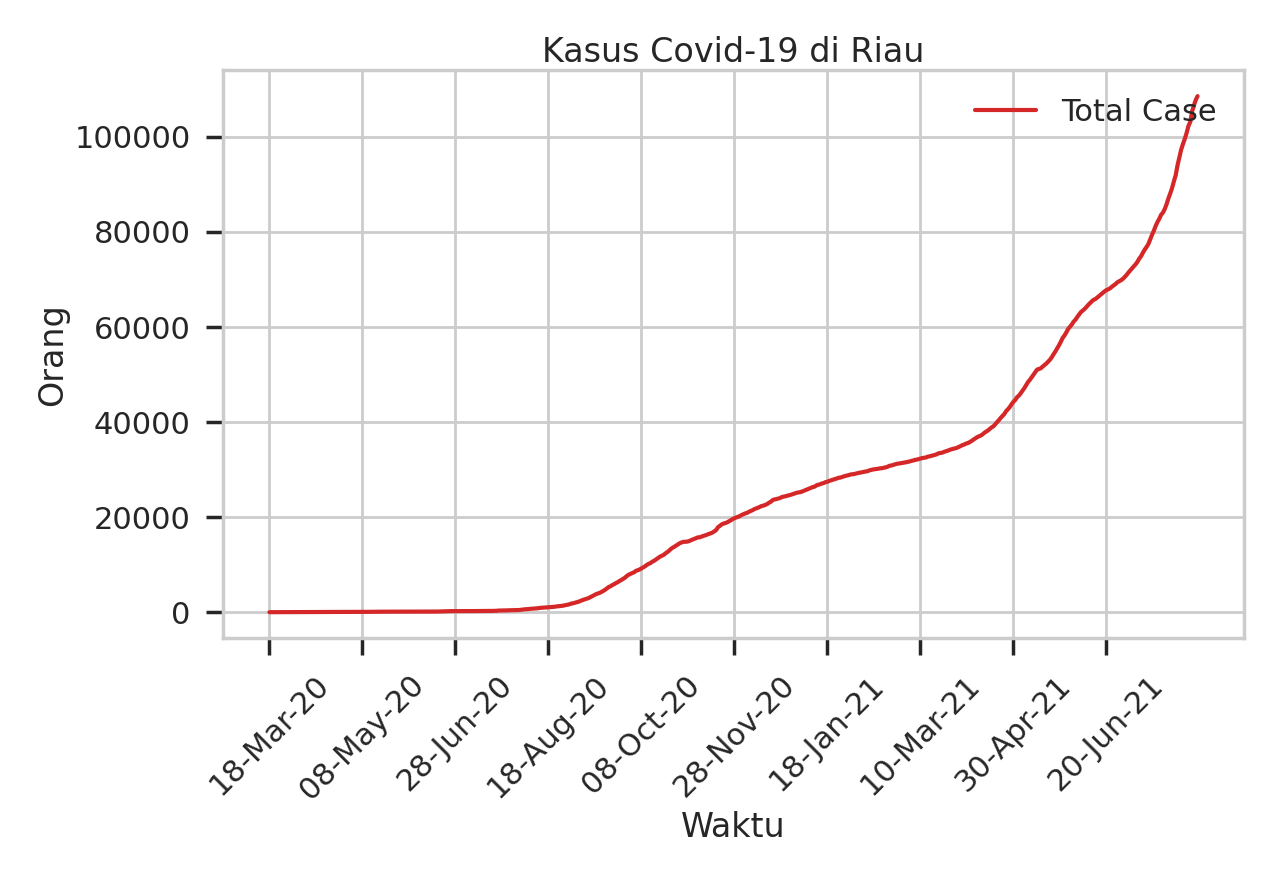 Kasus Covid-19 di Riau
Total Case
Orang
100000
80000
60000
40000
20000
0
18-Mar-20
08-May-20
28-Jun-20
18-Aug-20
08-Oct-20
28-Nov-20
18-Jan-21
10-Mar-21
30-Apr-21
20-Jun-21
Waktu